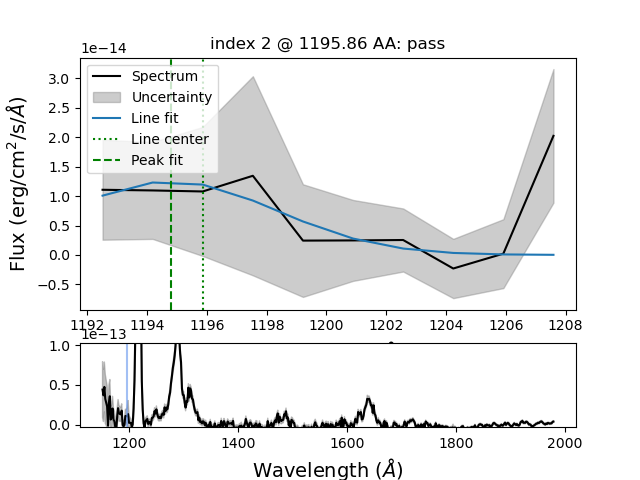 index 2 @ 1195.86 AA: pass
1e−14
Spectrum
Uncertainty
Line fit
Line center
Peak fit
3.0
2.5
2.0
1.5
1.0
0.5
0.0
−0.5
Flux (erg/cm²/s/Å)
1192 1194 1196 1198 1200 1202 1204 1206 1208
1e−13
1.0
0.5
0.0
1200 1400 1600 1800 2000
Wavelength (Å)